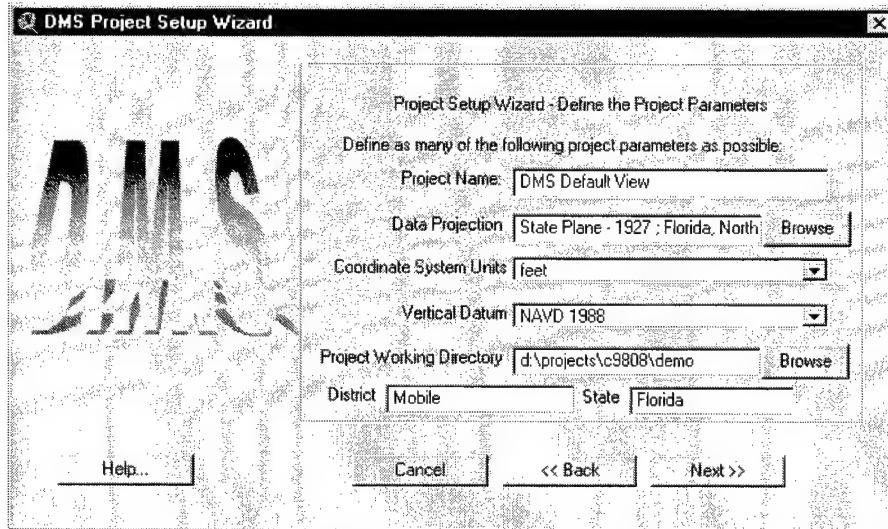 DMS Project Setup Wizard
Project Setup Wizard - Define the Project Parameters
Define as many of the following project parameters as possible:
Project Name: DMS Default View
Data Projection State Plane - 1927 ; Florida, North Browse
Coordinate System Units feet
Vertical Datum NAVD 1988
Project Working Directory d:\projects\c9808\demo Browse
District Mobile State Florida
DMS
Help... Cancel << Back Next >>